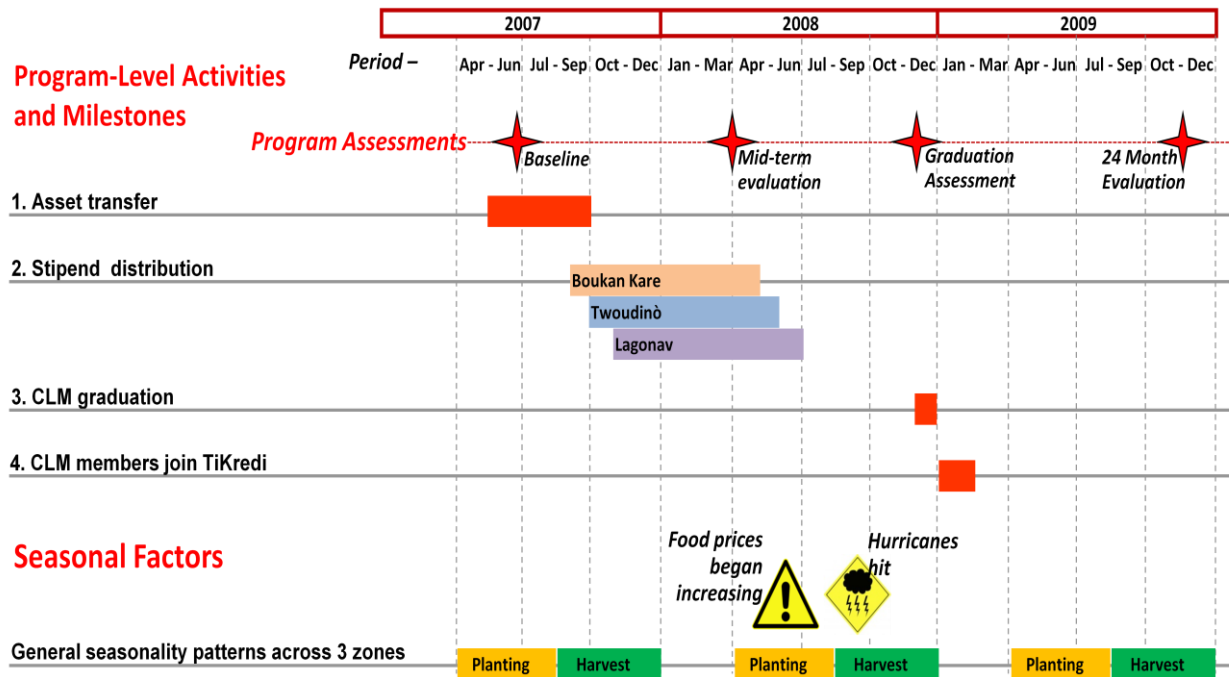 2007 2008 2009
Period – Apr - Jun Jul - Sep Oct - Dec Jan - Mar Apr - Jun Jul - Sep Oct - Dec Jan - Mar Apr - Jun Jul - Sep Oct - Dec
Program-Level Activities
and Milestones
Program Assessments
Baseline
Mid-term
evaluation
Graduation
Assessment
24 Month
Evaluation
1. Asset transfer
2. Stipend distribution
Boukan Kare
Twoudinò
Lagonav
3. CLM graduation
4. CLM members join TiKredi
Seasonal Factors
Food prices
began
increasing
!
Hurricanes
hit
General seasonality patterns across 3 zones
Planting Harvest Planting Harvest Planting Harvest